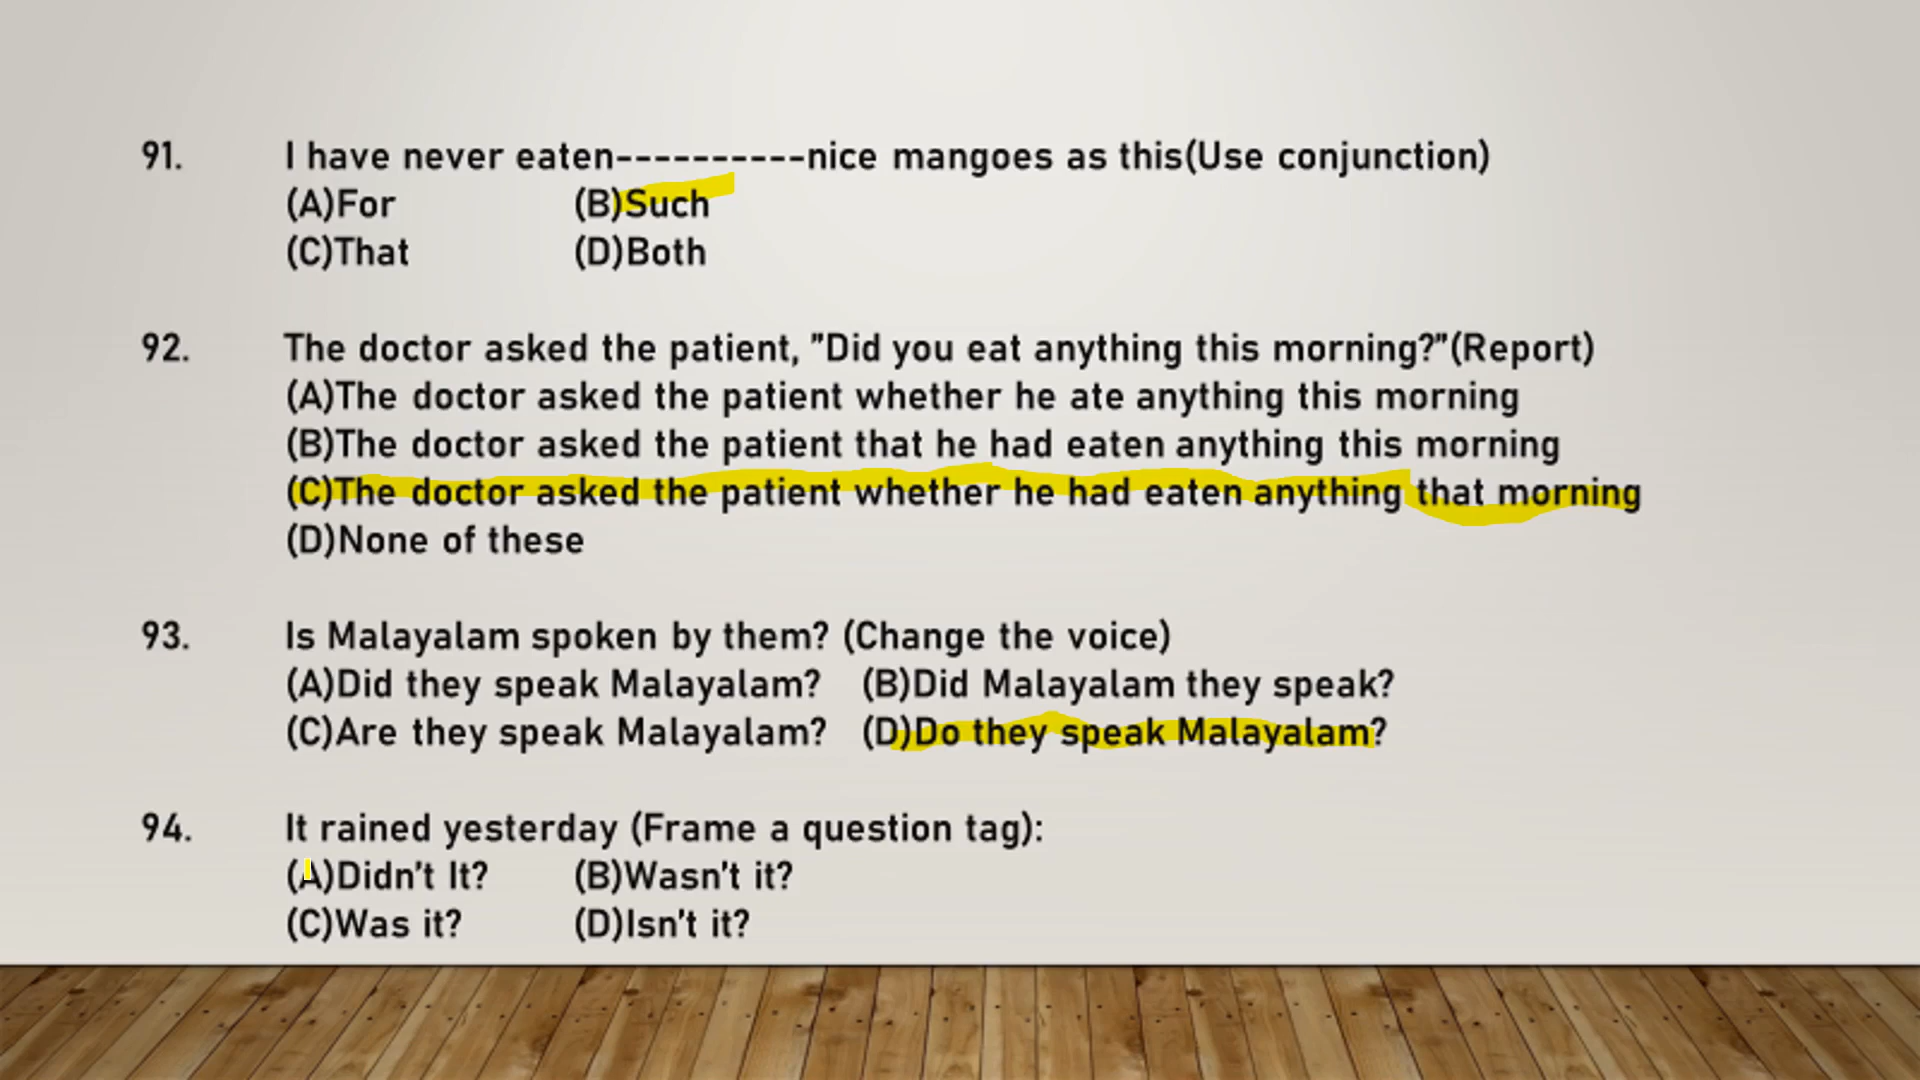 91. I have never eaten----------nice mangoes as this(Use conjunction)
(A)For (B)Such
(C)That (D)Both
92. The doctor asked the patient, "Did you eat anything this morning?"(Report)
(A)The doctor asked the patient whether he ate anything this morning
(B)The doctor asked the patient that he had eaten anything this morning
(C)The doctor asked the patient whether he had eaten anything that morning
(D)None of these
93. Is Malayalam spoken by them? (Change the voice)
(A)Did they speak Malayalam? (B)Did Malayalam they speak?
(C)Are they speak Malayalam? (D)Do they speak Malayalam?
94. It rained yesterday (Frame a question tag):
(A)Didn't It? (B)Wasn't it?
(C)Was it? (D)Isn't it?